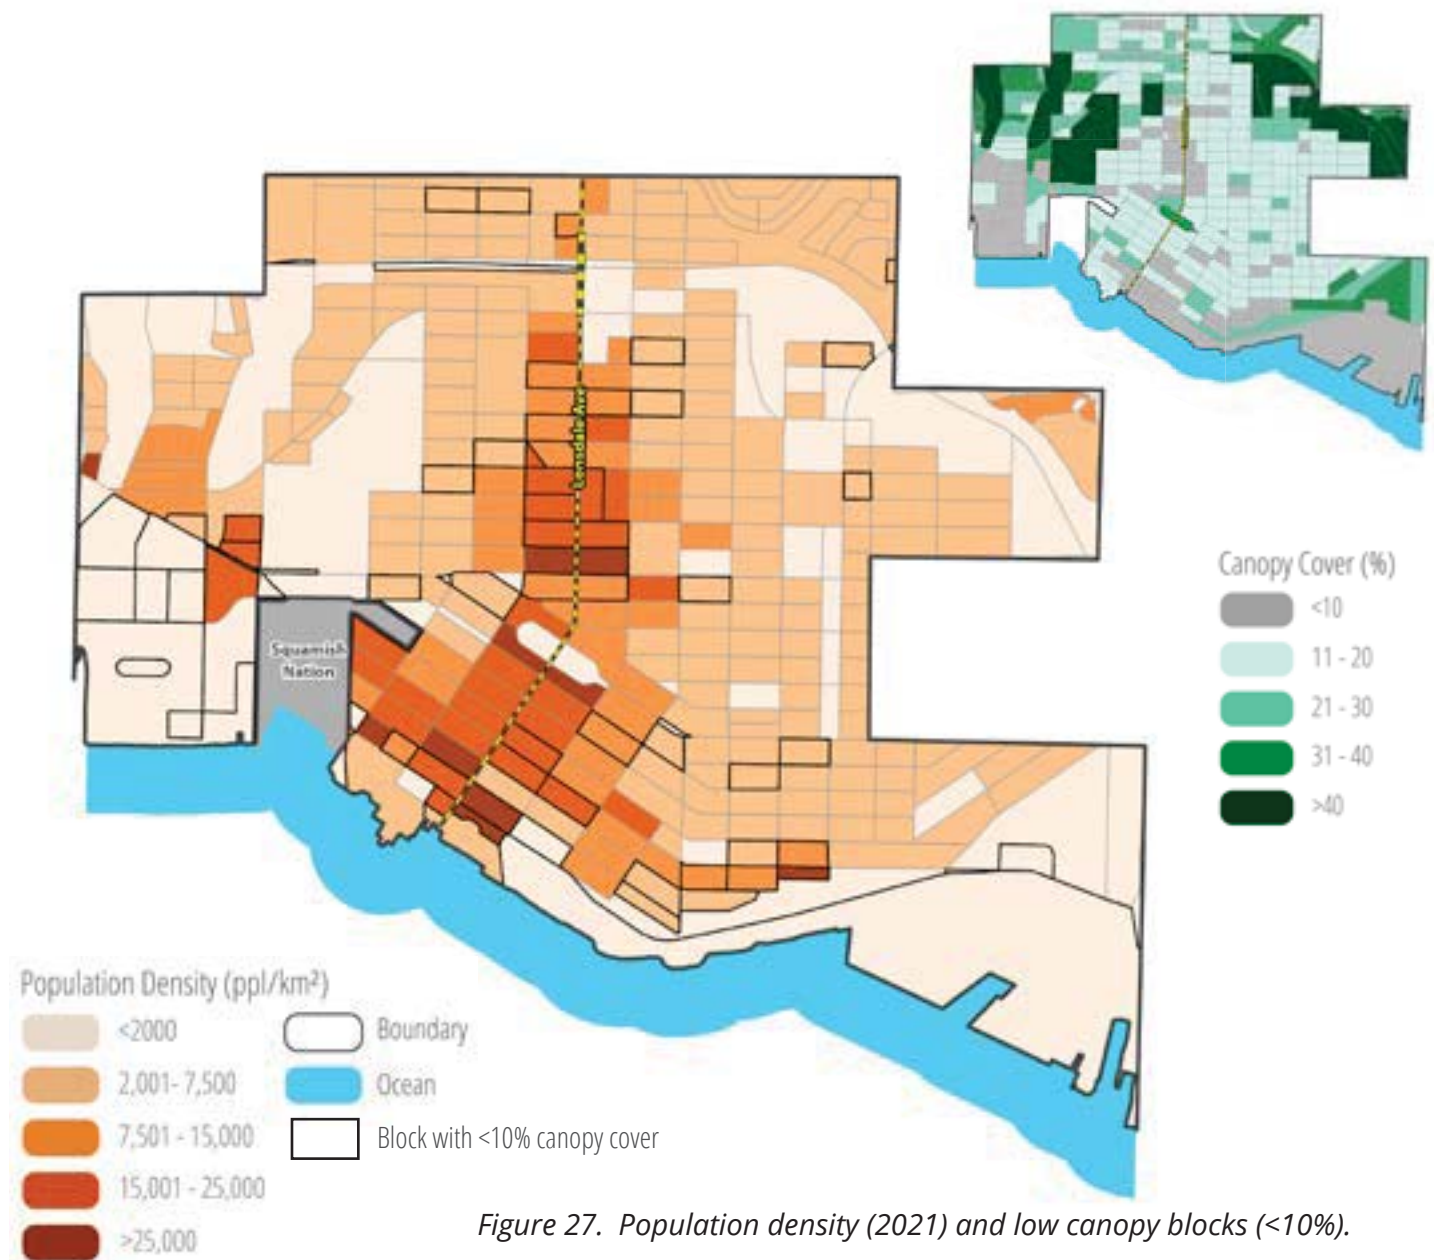 Lonsdale Ave
Squamish
Nation
Canopy Cover (%)
<10
11 - 20
21 - 30
31 - 40
>40
Population Density (ppl/km²)
<2000
2,001- 7,500
7,501 - 15,000
15,001 - 25,000
>25,000
Boundary
Ocean
Block with <10% canopy cover
Figure 27. Population density (2021) and low canopy blocks (<10%).